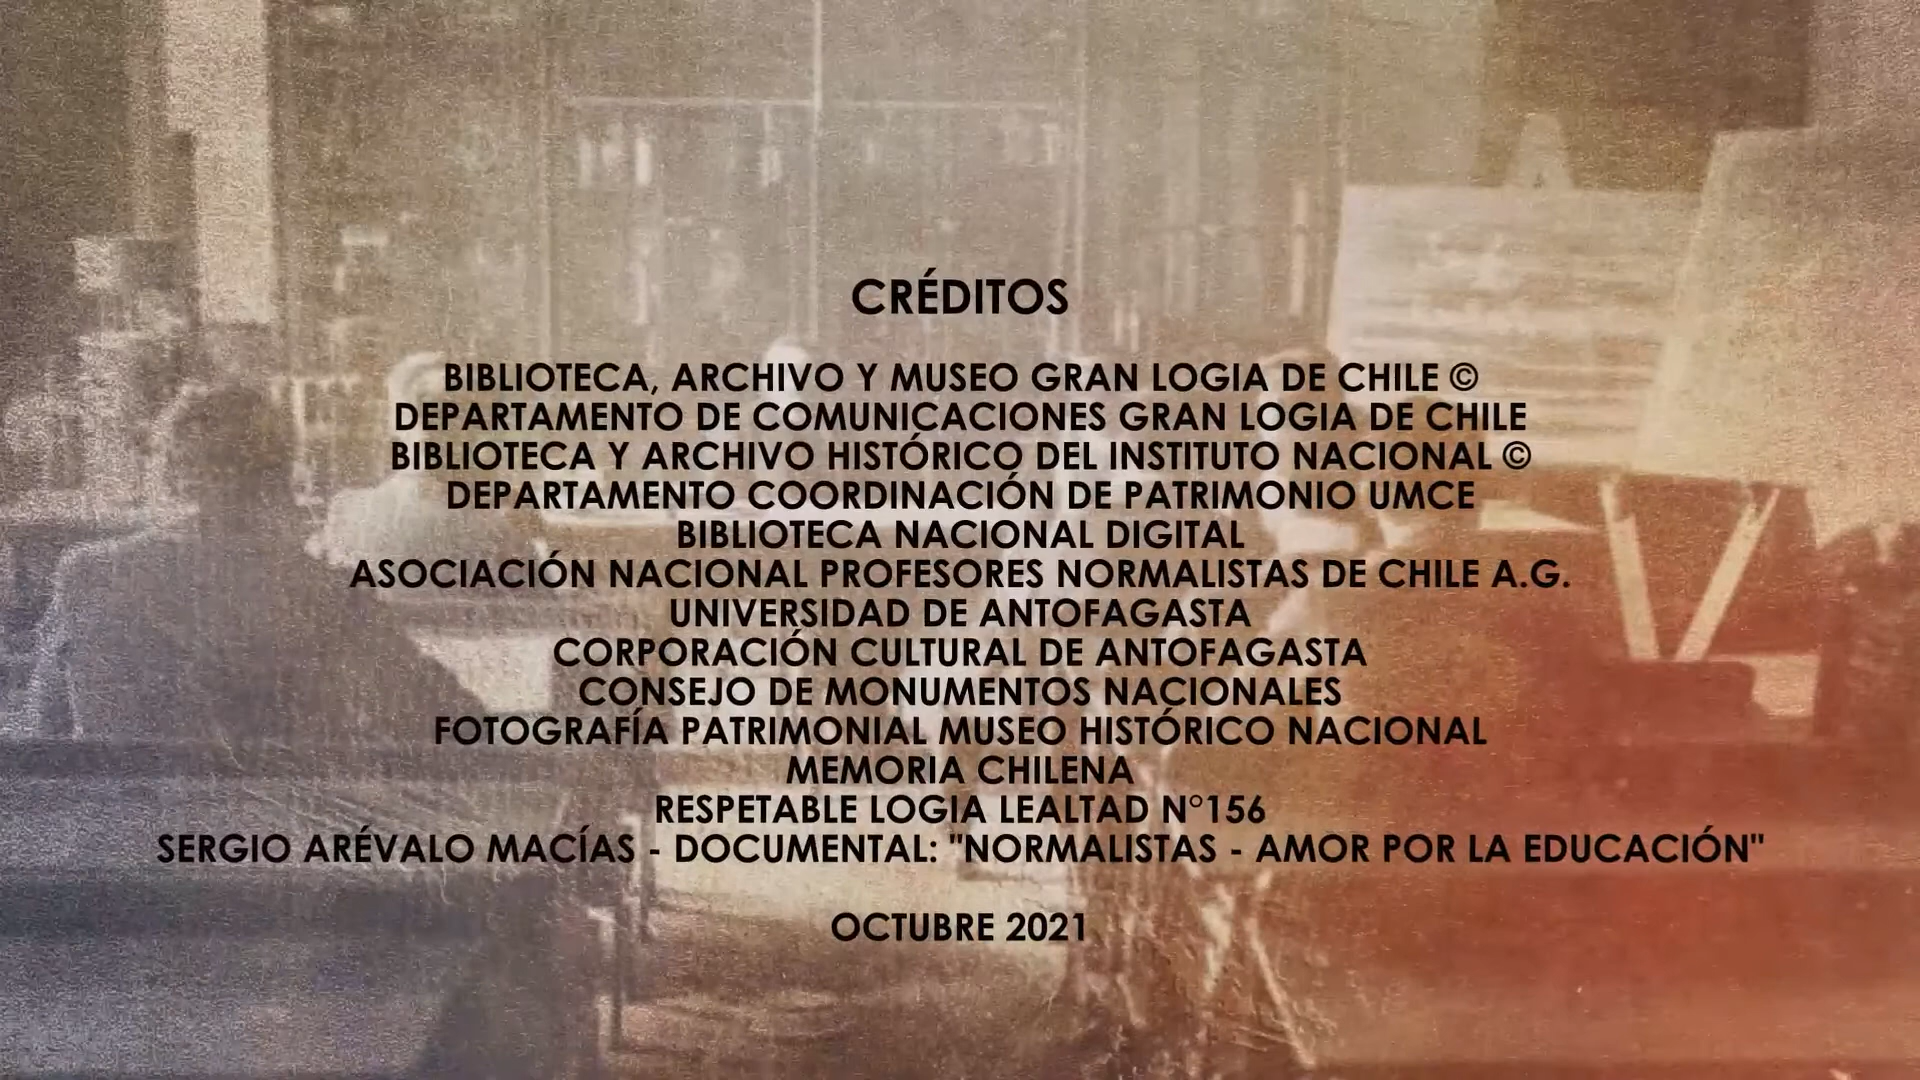 CRÉDITOS
BIBLIOTECA, ARCHIVO Y MUSEO GRAN LOGIA DE CHILE ©
DEPARTAMENTO DE COMUNICACIONES GRAN LOGIA DE CHILE
BIBLIOTECA Y ARCHIVO HISTÓRICO DEL INSTITUTO NACIONAL ©
DEPARTAMENTO COORDINACIÓN DE PATRIMONIO UMCE
BIBLIOTECA NACIONAL DIGITAL
ASOCIACIÓN NACIONAL PROFESORES NORMALISTAS DE CHILE A.G.
UNIVERSIDAD DE ANTOFAGASTA
CORPORACIÓN CULTURAL DE ANTOFAGASTA
CONSEJO DE MONUMENTOS NACIONALES
FOTOGRAFÍA PATRIMONIAL MUSEO HISTÓRICO NACIONAL
MEMORIA CHILENA
RESPETABLE LOGIA LEALTAD N°156
SERGIO ARÉVALO MACÍAS - DOCUMENTAL: "NORMALISTAS - AMOR POR LA EDUCACIÓN"
OCTUBRE 2021